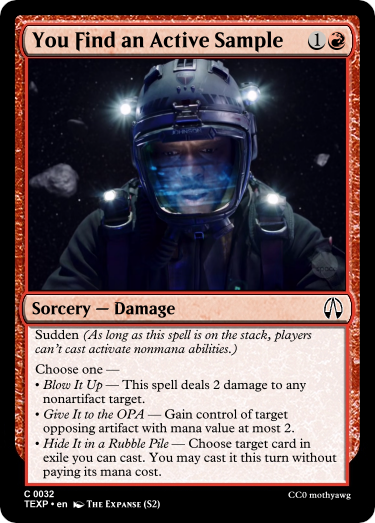 You Find an Active Sample 1
Sorcery — Damage
Sudden (As long as this spell is on the stack, players
can't cast activate nonmana abilities.)
Choose one —
• Blow It Up — This spell deals 2 damage to any
nonartifact target.
• Give It to the OPA — Gain control of target
opposing artifact with mana value at most 2.
• Hide It in a Rubble Pile — Choose target card in
exile you can cast. You may cast it this turn without
paying its mana cost.
C 0032
TEXP • en The Expanse (S2)
CC0 mothyawg